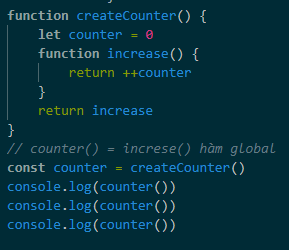 function createCounter() {
    let counter = 0
    function increase() {
        return ++counter
    }
    return increase
}
// counter() = increse() hàm global
const counter = createCounter()
console.log(counter())
console.log(counter())
console.log(counter())